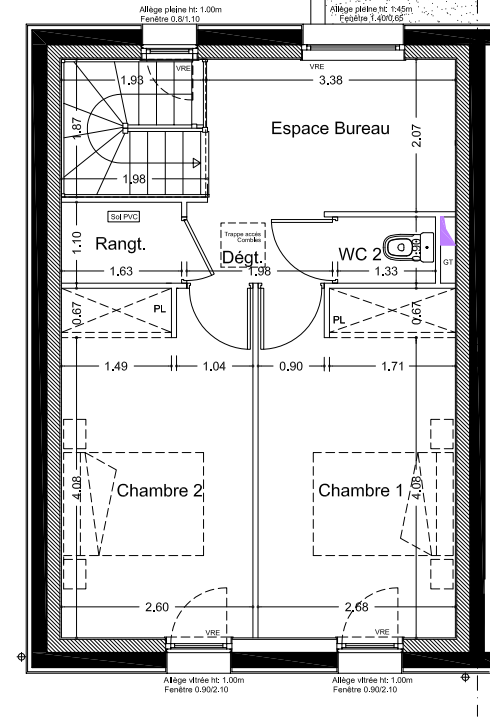 Allège pleine ht: 1.00m
Fenêtre 0.8/1.10
Allège pleine ht: 1.45m
Fenêtre 1.40/0.65
VRE
VRE
1.93
3.38
1.87
Espace Bureau
2.07
1.98
Sol PVC
Trappe accès
Combles
1.10
Rangt.
Dégt.
WC 2
0.90
GT
1.63
1.98
1.33
0.67
PL
PL
0.67
1.49
1.04
0.90
1.71
4.08
Chambre 2
Chambre 1
4.08
2.60
2.68
VRE
VRE
Allège vitrée ht: 1.00m
Fenêtre 0.90/2.10
Allège vitrée ht: 1.00m
Fenêtre 0.90/2.10